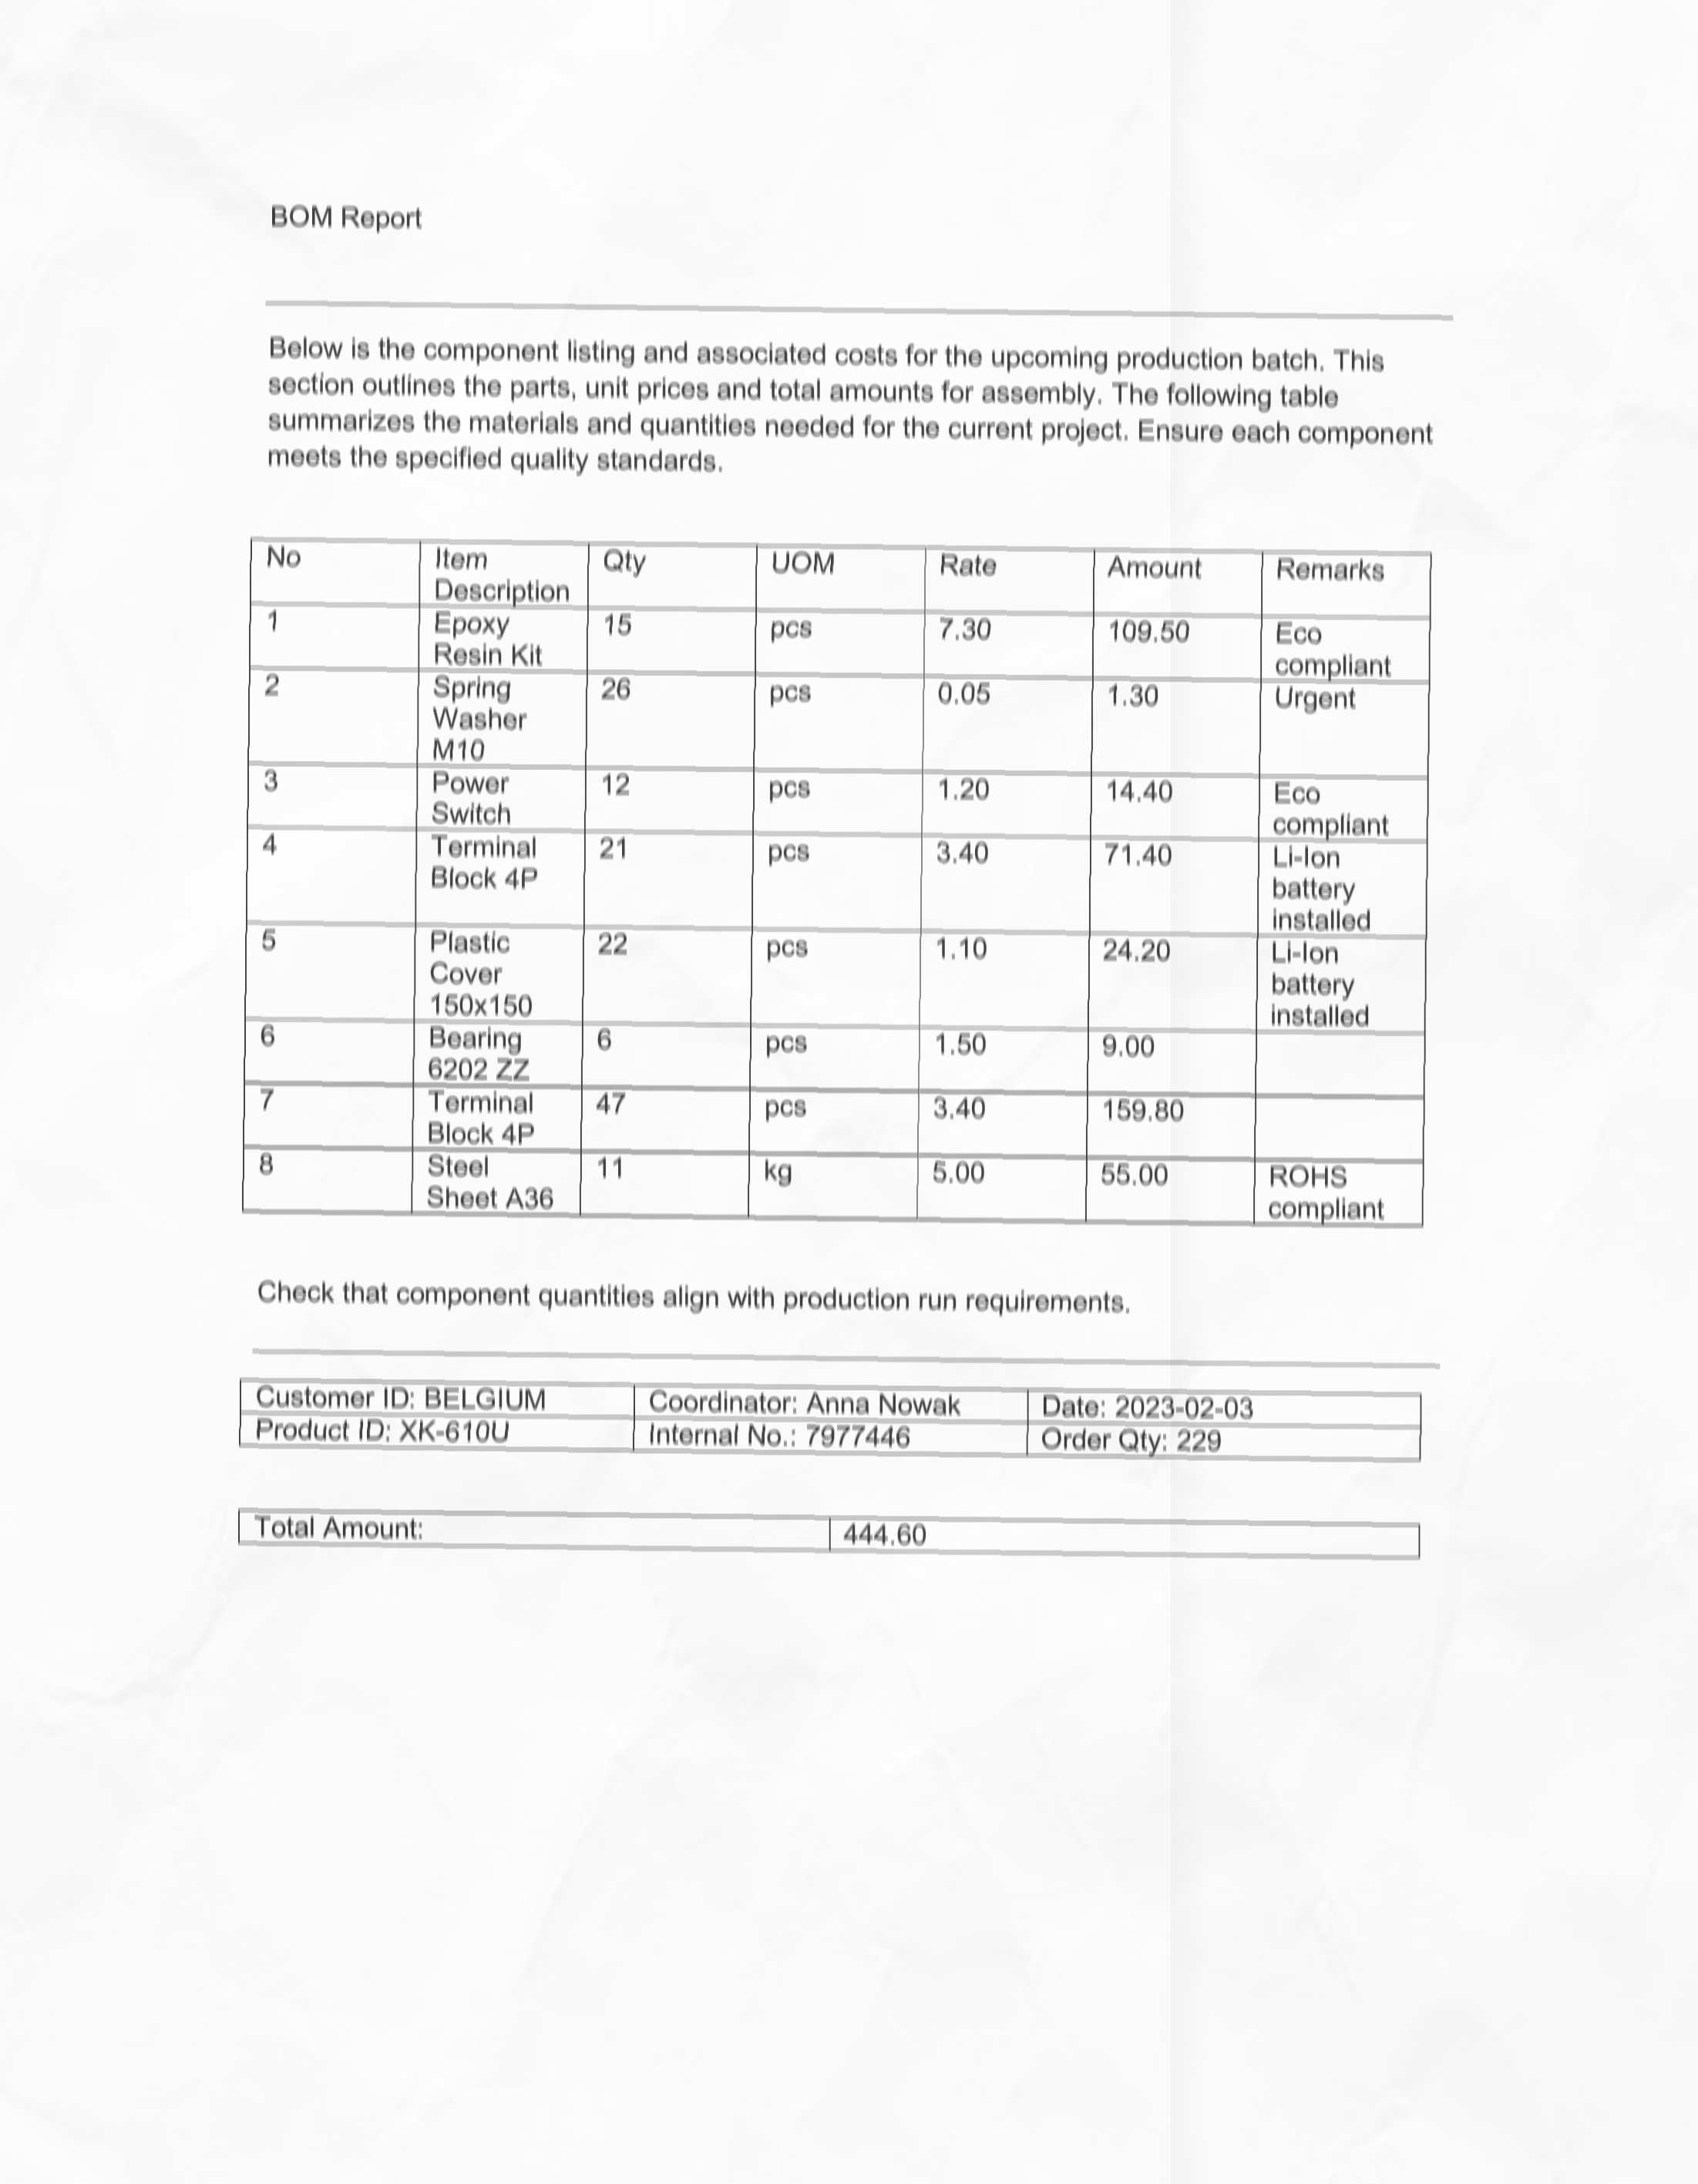 BOM Report
Below is the component listing and associated costs for the upcoming production batch. This
section outlines the parts, unit prices and total amounts for assembly. The following table
summarizes the materials and quantities needed for the current project. Ensure each component
meets the specified quality standards.
No Item Description Qty UOM Rate Amount Remarks
1 Epoxy Resin Kit 15 pcs 7.30 109.50 Eco compliant
2 Spring Washer M10 26 pcs 0.05 1.30 Urgent
3 Power Switch 12 pcs 1.20 14.40 Eco compliant
4 Terminal Block 4P 21 pcs 3.40 71.40 Li-Ion battery installed
5 Plastic Cover 150x150 22 pcs 1.10 24.20 Li-Ion battery installed
6 Bearing 6202 ZZ 6 pcs 1.50 9.00
7 Terminal Block 4P 47 pcs 3.40 159.80
8 Steel Sheet A36 11 kg 5.00 55.00 ROHS compliant
Check that component quantities align with production run requirements.
Customer ID: BELGIUM Coordinator: Anna Nowak Date: 2023-02-03
Product ID: XK-610U Internal No.: 7977446 Order Qty: 229
Total Amount: 444.60